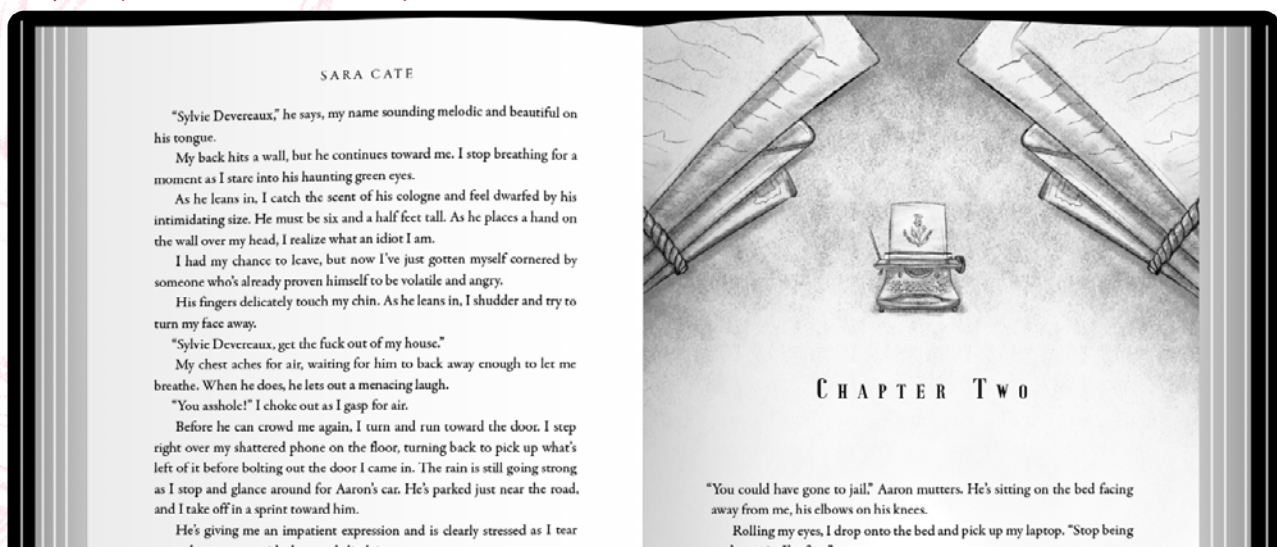 SARA CATE
“Sylvie Devereaux,” he says, my name sounding melodic and beautiful on
his tongue.
My back hits a wall, but he continues toward me. I stop breathing for a
moment as I stare into his haunting green eyes.
As he leans in, I catch the scent of his cologne and feel dwarfed by his
intimidating size. He must be six and a half feet tall. As he places a hand on
the wall over my head, I realize what an idiot I am.
I had my chance to leave, but now I’ve just gotten myself cornered by
someone who’s already proven himself to be volatile and angry.
His fingers delicately touch my chin. As he leans in, I shudder and try to
turn my face away.
“Sylvie Devereaux, get the fuck out of my house.”
My chest aches for air, waiting for him to back away enough to let me
breathe. When he does, he lets out a menacing laugh.
“You asshole!” I choke out as I gasp for air.
Before he can crowd me again, I turn and run toward the door. I step
right over my shattered phone on the floor, turning back to pick up what’s
left of it before bolting out the door I came in. The rain is still going strong
as I stop and glance around for Aaron’s car. He’s parked just near the road,
and I take off in a sprint toward him.
He’s giving me an impatient expression and is clearly stressed as I tear
CHAPTER TWO
“You could have gone to jail,” Aaron mutters. He’s sitting on the bed facing
away from me, his elbows on his knees.
Rolling my eyes, I drop onto the bed and pick up my laptop. “Stop being